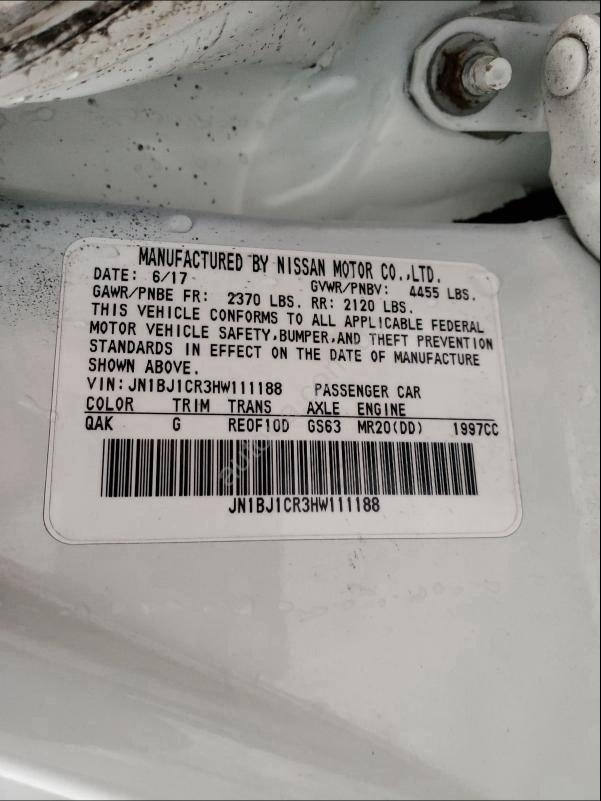 MANUFACTURED BY NISSAN MOTOR CO.,LTD.
DATE: 6/17 GVWR/PNBV: 4455 LBS.
GAWR/PNBE FR: 2370 LBS. RR: 2120 LBS.
THIS VEHICLE CONFORMS TO ALL APPLICABLE FEDERAL
MOTOR VEHICLE SAFETY,BUMPER,AND THEFT PREVENTION
STANDARDS IN EFFECT ON THE DATE OF MANUFACTURE
SHOWN ABOVE.
VIN:JN1BJ1CR3HW111188 PASSENGER CAR
COLOR TRIM TRANS AXLE ENGINE
QAK G RE0F10D GS63 MR20(DD) 1997CC
JN1BJ1CR3HW111188